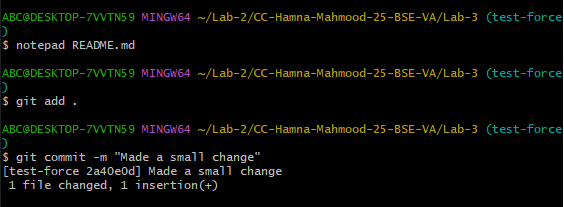 ABC@DESKTOP-7VVTN59 MINGW64 ~/Lab-2/CC-Hamna-Mahmood-25-BSE-VA/Lab-3 (test-force
)
$ notepad README.md
ABC@DESKTOP-7VVTN59 MINGW64 ~/Lab-2/CC-Hamna-Mahmood-25-BSE-VA/Lab-3 (test-force
)
$ git add .
ABC@DESKTOP-7VVTN59 MINGW64 ~/Lab-2/CC-Hamna-Mahmood-25-BSE-VA/Lab-3 (test-force
)
$ git commit -m "Made a small change"
[test-force 2a40e0d] Made a small change
 1 file changed, 1 insertion(+)